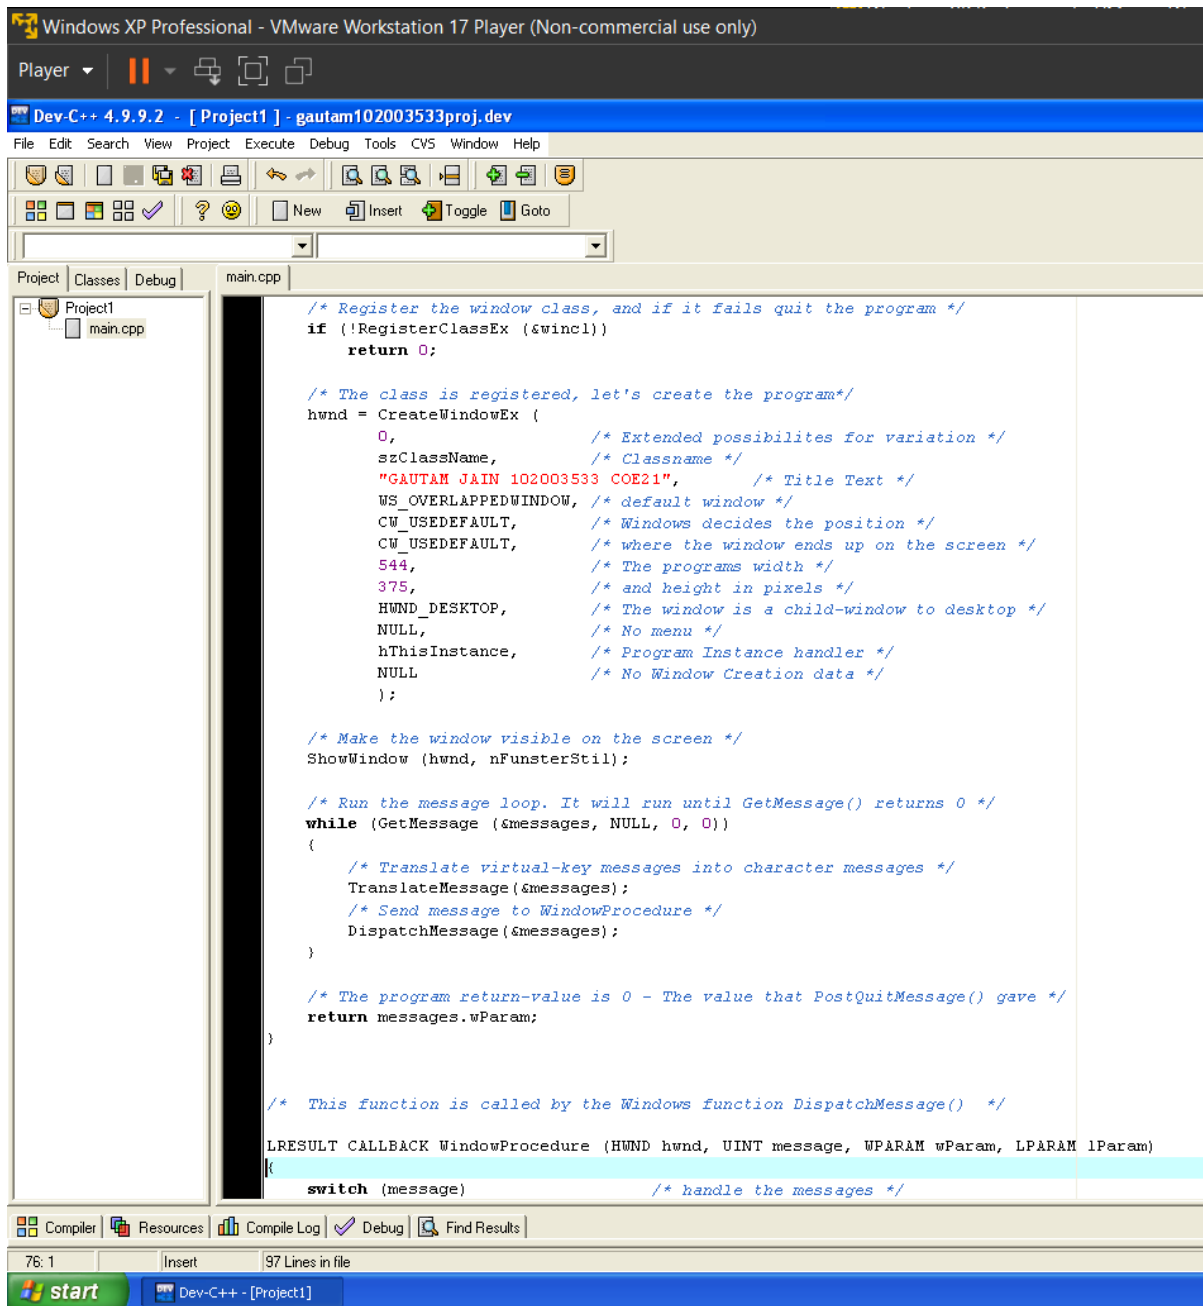 Windows XP Professional - VMware Workstation 17 Player (Non-commercial use only)
Player
Dev-C++ 4.9.9.2 - [ Project1 ] - gautam102003533proj.dev
File Edit Search View Project Execute Debug Tools CVS Window Help
New Insert Toggle Goto
Project Classes Debug main.cpp
Project1
main.cpp
/* Register the window class, and if it fails quit the program */
if (!RegisterClassEx (&wincl))
return 0;
/* The class is registered, let's create the program*/
hwnd = CreateWindowEx (
0, /* Extended possibilites for variation */
szClassName, /* Classname */
"GAUTAM JAIN 102003533 COE21", /* Title Text */
WS_OVERLAPPEDWINDOW, /* default window */
CW_USEDEFAULT, /* Windows decides the position */
CW_USEDEFAULT, /* where the window ends up on the screen */
544, /* The programs width */
375, /* and height in pixels */
HWND_DESKTOP, /* The window is a child-window to desktop */
NULL, /* No menu */
hThisInstance, /* Program Instance handler */
NULL /* No Window Creation data */
);
/* Make the window visible on the screen */
ShowWindow (hwnd, nFunsterStil);
/* Run the message loop. It will run until GetMessage() returns 0 */
while (GetMessage (&messages, NULL, 0, 0))
{
/* Translate virtual-key messages into character messages */
TranslateMessage(&messages);
/* Send message to WindowProcedure */
DispatchMessage(&messages);
}
/* The program return-value is 0 - The value that PostQuitMessage() gave */
return messages.wParam;
}
/* This function is called by the Windows function DispatchMessage() */
LRESULT CALLBACK WindowProcedure (HWND hwnd, UINT message, WPARAM wParam, LPARAM lParam)
{
switch (message) /* handle the messages */
Compiler Resources Compile Log Debug Find Results
76: 1 Insert 97 Lines in file
start Dev-C++ - [Project1]